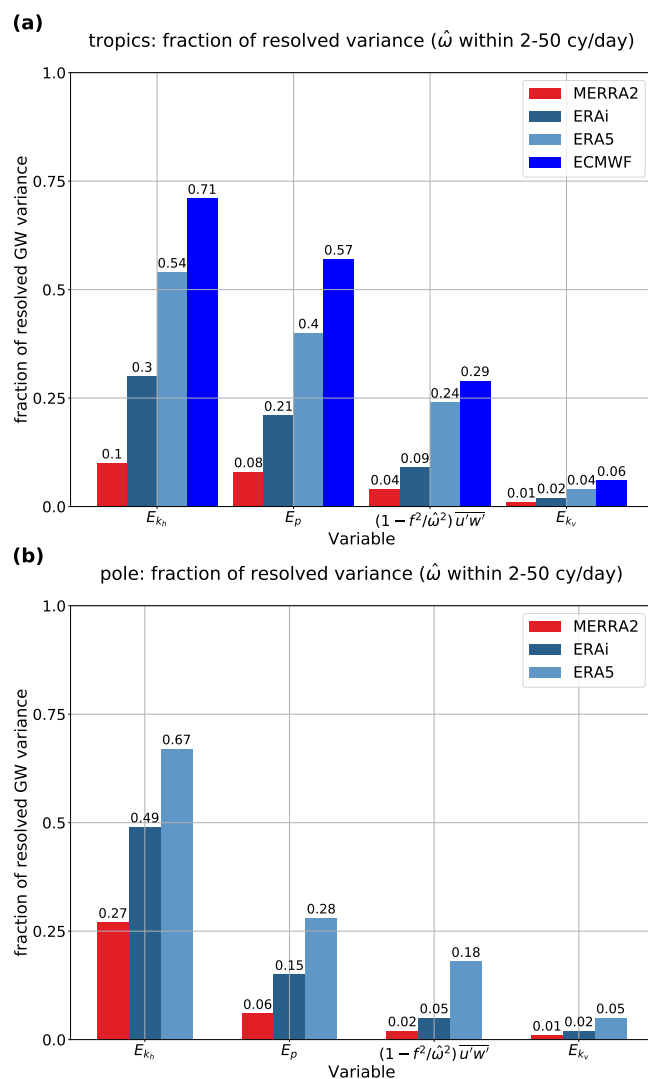 (a)
tropics: fraction of resolved variance (ω̂ within 2-50 cy/day)
fraction of resolved GW variance
1.0
0.75
0.5
0.25
0.0
MERRA2
ERAi
ERA5
ECMWF
0.1
0.3
0.54
0.71
0.08
0.21
0.4
0.57
0.04
0.09
0.24
0.29
0.01
0.02
0.04
0.06
E_{k_h}
E_p
(1 − f²/ω̂²) \overline{u′w′}
E_{k_v}
Variable
(b)
pole: fraction of resolved variance (ω̂ within 2-50 cy/day)
fraction of resolved GW variance
1.0
0.75
0.5
0.25
0.0
MERRA2
ERAi
ERA5
0.27
0.49
0.67
0.06
0.15
0.28
0.02
0.05
0.18
0.01
0.02
0.05
E_{k_h}
E_p
(1 − f²/ω̂²) \overline{u′w′}
E_{k_v}
Variable